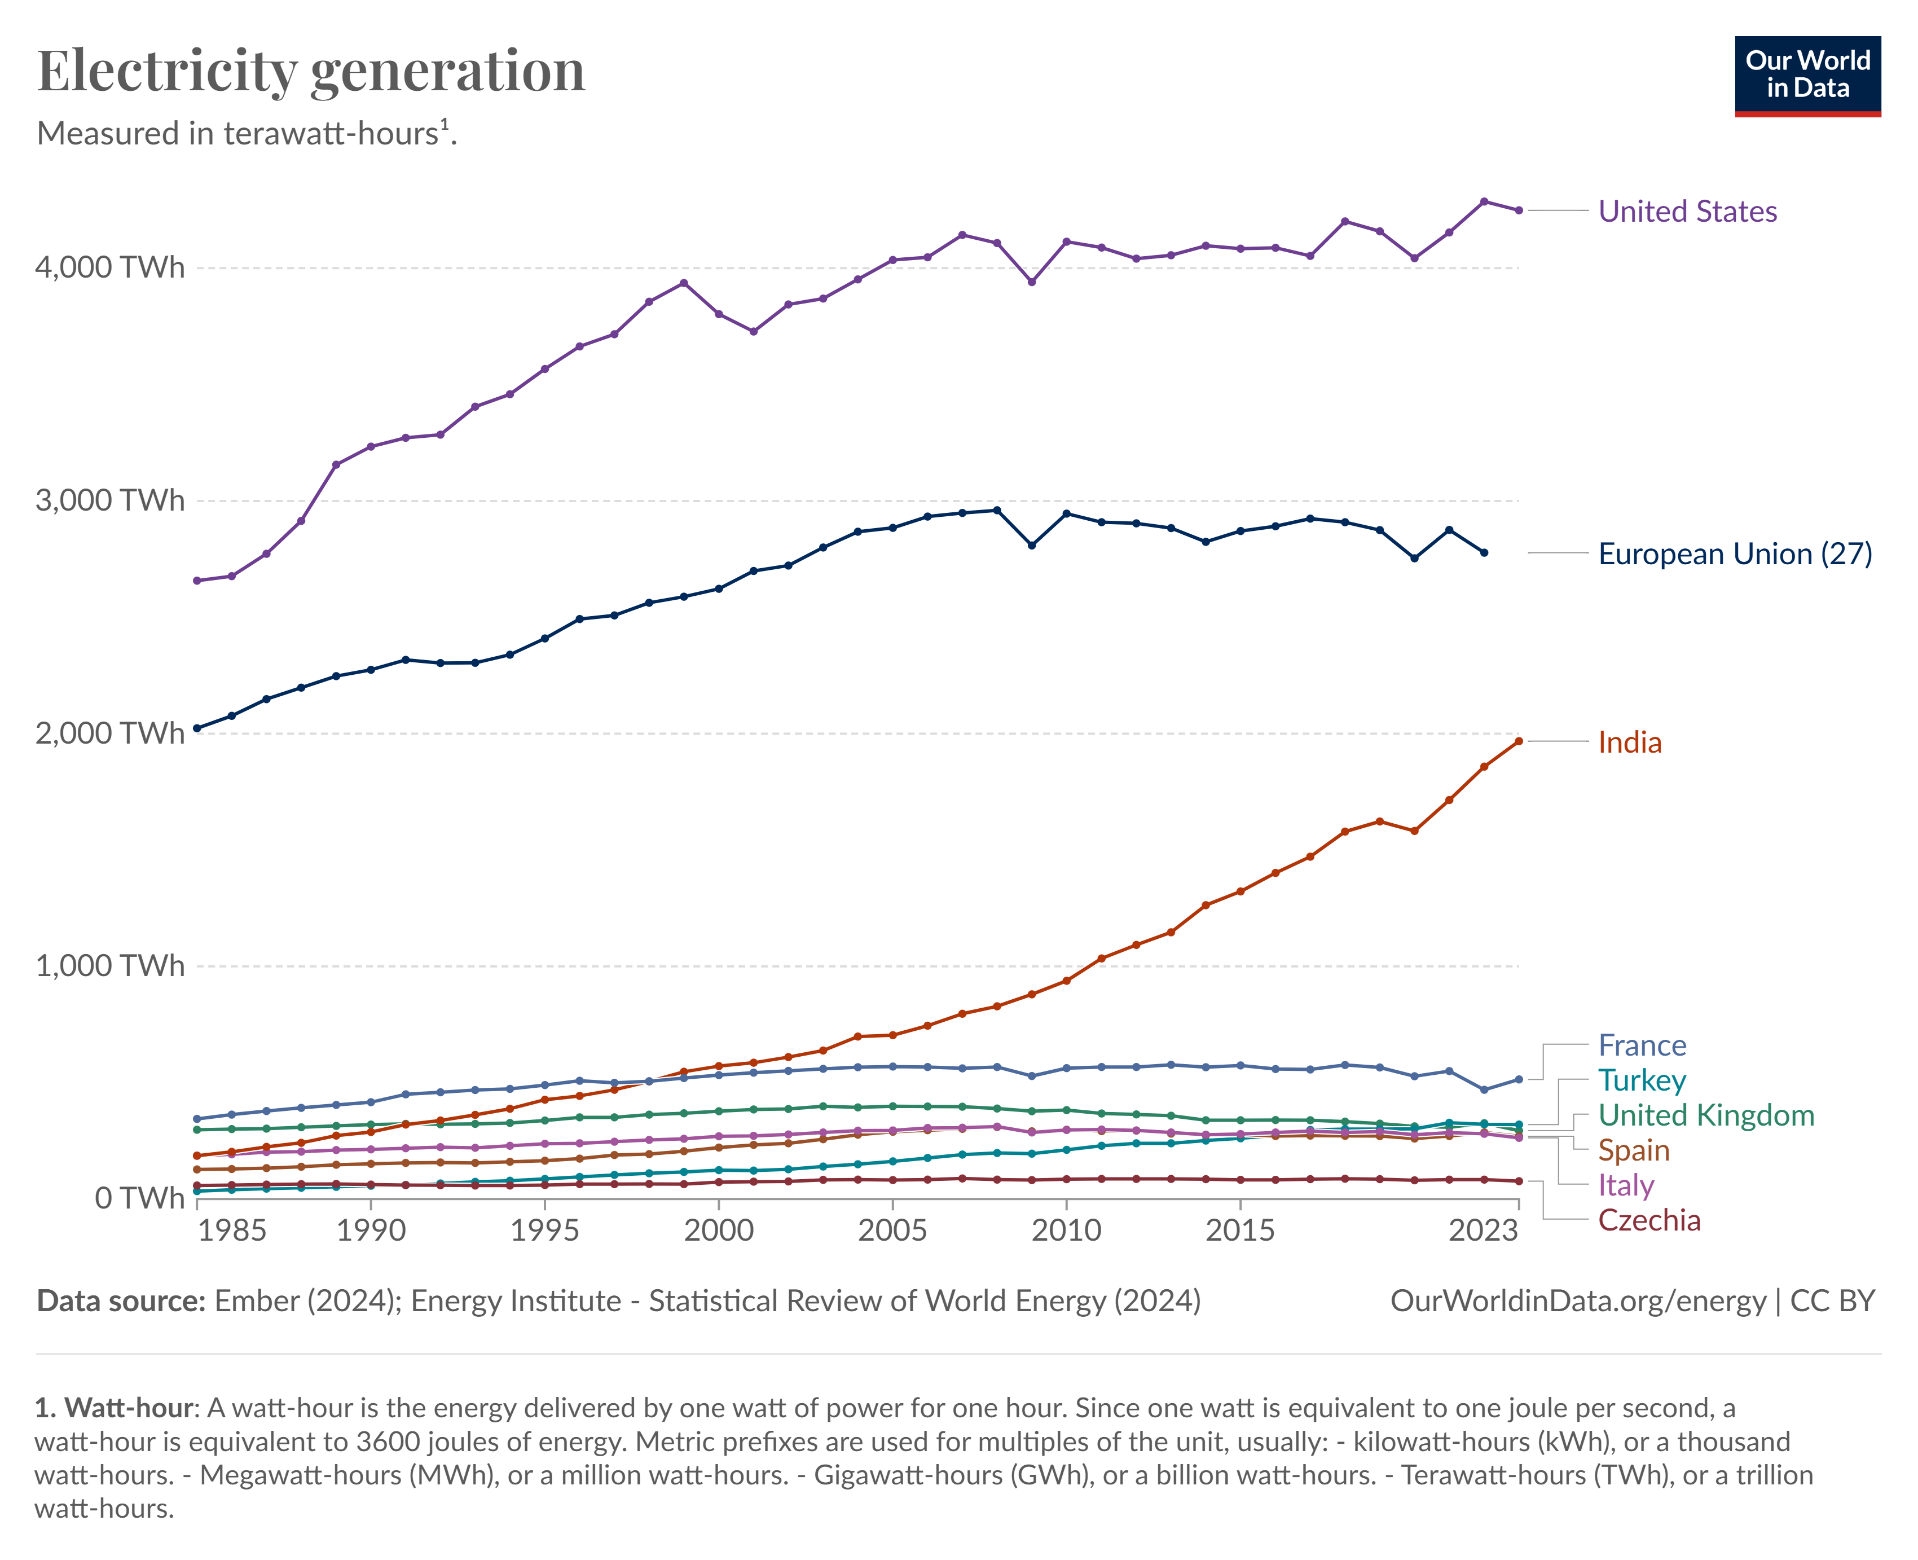 Electricity generation
Measured in terawatt-hours¹.
Our World
in Data
4,000 TWh
3,000 TWh
2,000 TWh
1,000 TWh
0 TWh
United States
European Union (27)
India
France
Turkey
United Kingdom
Spain
Italy
Czechia
1985 1990 1995 2000 2005 2010 2015 2023
Data source: Ember (2024); Energy Institute - Statistical Review of World Energy (2024)
OurWorldinData.org/energy | CC BY
1. Watt-hour: A watt-hour is the energy delivered by one watt of power for one hour. Since one watt is equivalent to one joule per second, a
watt-hour is equivalent to 3600 joules of energy. Metric prefixes are used for multiples of the unit, usually: - kilowatt-hours (kWh), or a thousand
watt-hours. - Megawatt-hours (MWh), or a million watt-hours. - Gigawatt-hours (GWh), or a billion watt-hours. - Terawatt-hours (TWh), or a trillion
watt-hours.